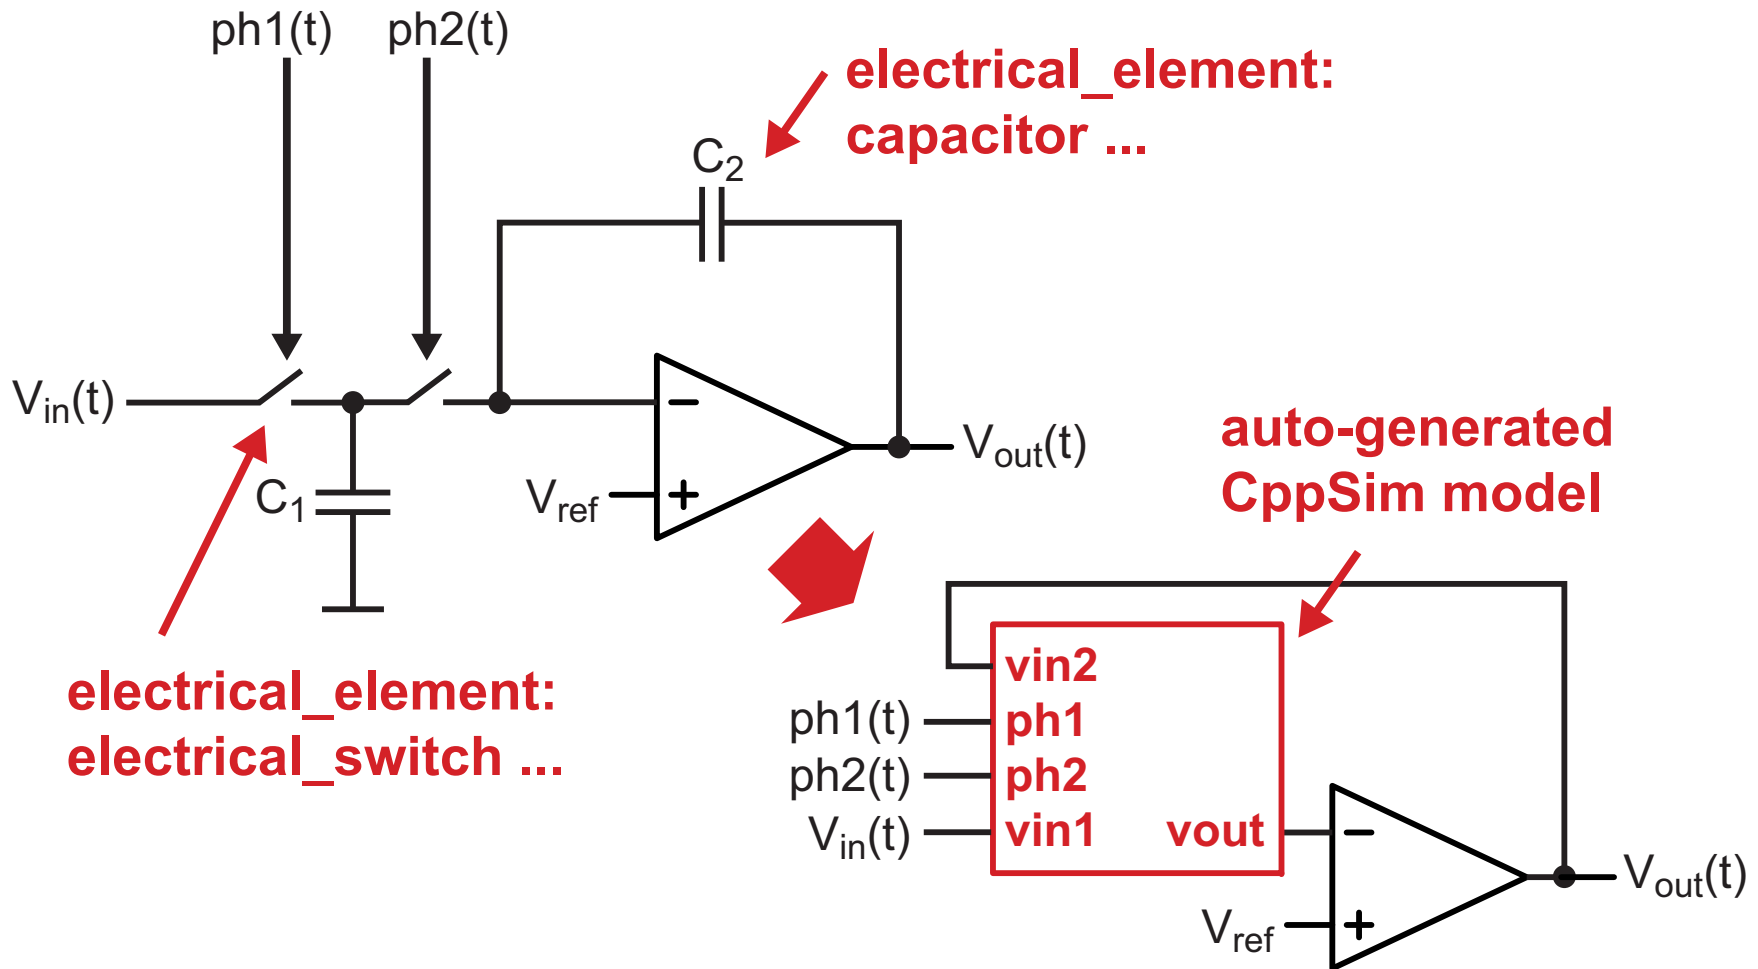 ph1(t) ph2(t)
electrical_element:
capacitor ...
C2
Vin(t)
C1
Vref
Vout(t)
auto-generated
CppSim model
electrical_element:
electrical_switch ...
vin2
ph1(t) ph1
ph2(t) ph2
Vin(t) vin1 vout
Vout(t)
Vref